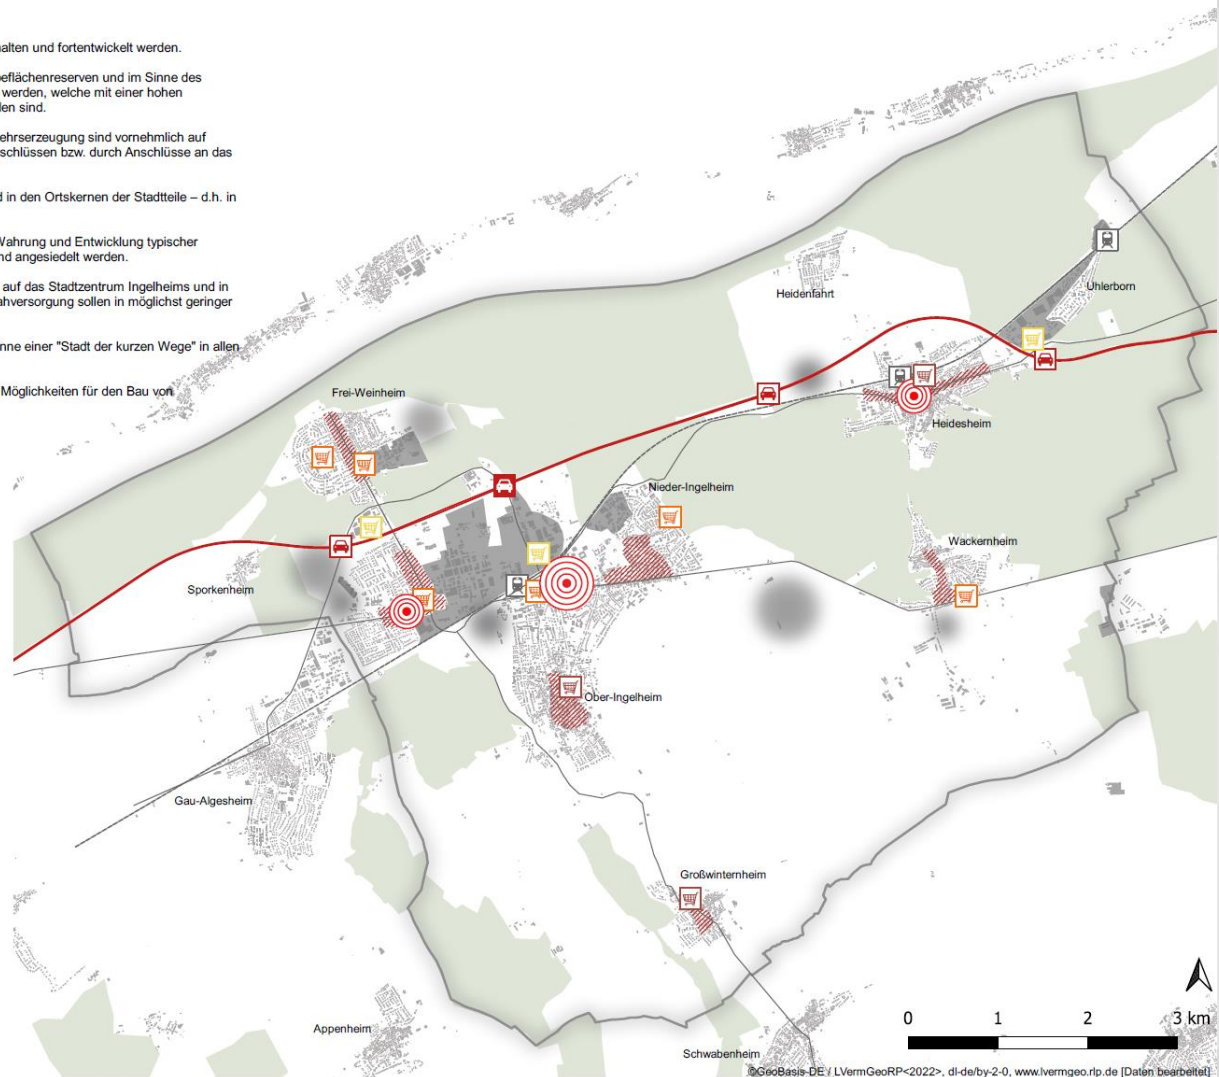 alten und fortentwickelt werden.
eflächenreserven und im Sinne des
werden, welche mit einer hohen
den sind.
ehrserzeugung sind vornehmlich auf
schlüssen bzw. durch Anschlüsse an das
d in den Ortskernen der Stadtteile – d.h. in
Wahrung und Entwicklung typischer
nd angesiedelt werden.
auf das Stadtzentrum Ingelheims und in
ahversorgung sollen in möglichst geringer
nne einer "Stadt der kurzen Wege" in allen
Möglichkeiten für den Bau von
Uhlerborn
Heidenfahrt
Frei-Weinheim
Heidesheim
Nieder-Ingelheim
Wackernheim
Sporkenheim
Ober-Ingelheim
Gau-Algesheim
Großwinternheim
Appenheim
Schwabenheim
0 1 2 3 km
©GeoBasis-DE / LVermGeoRP<2022>, dl-de/by-2-0, www.lvermgeo.rlp.de [Daten bearbeitet]